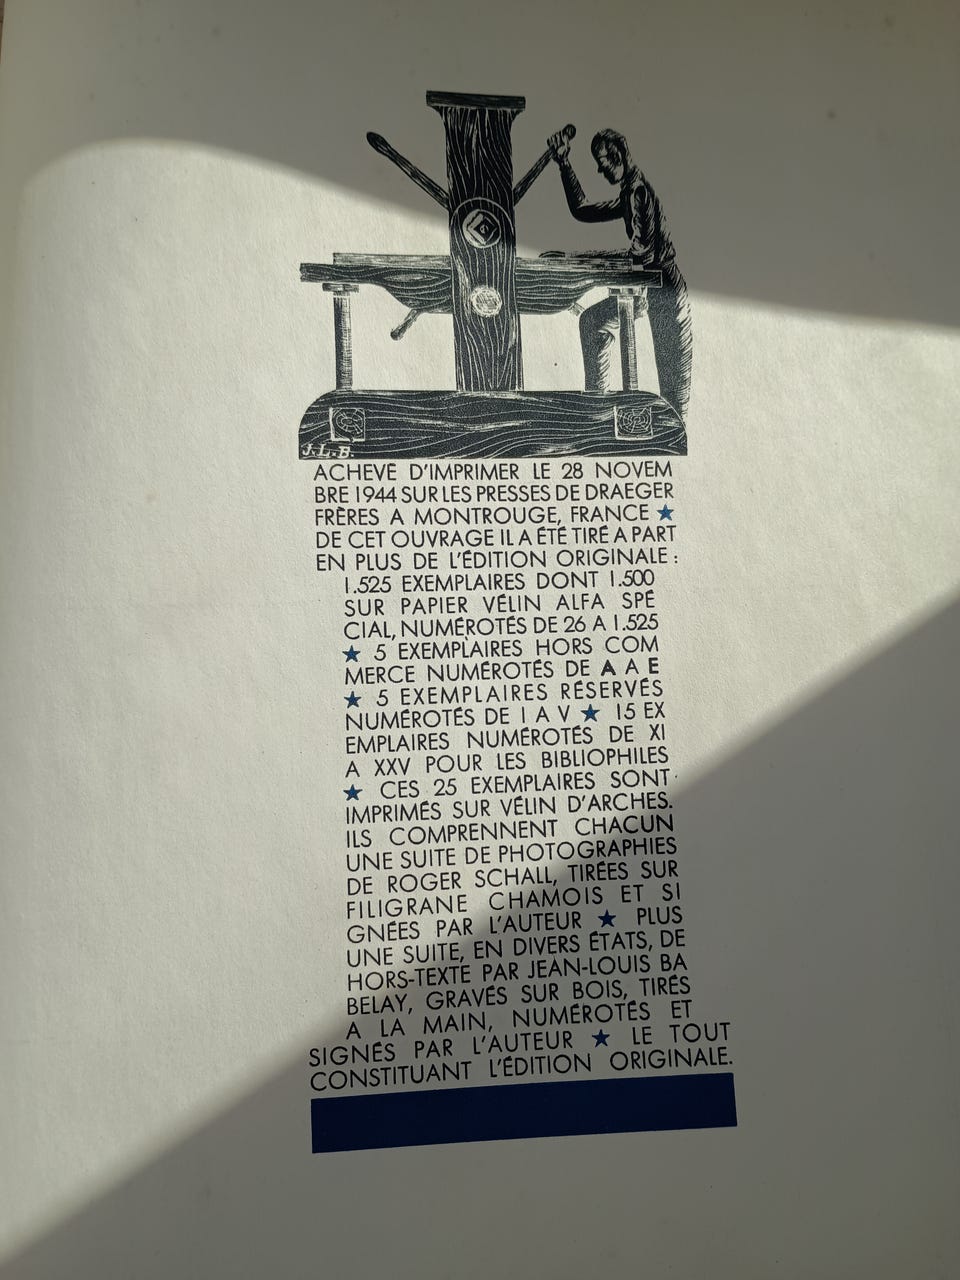 J.L.B.
ACHEVÉ D'IMPRIMER LE 28 NOVEM
BRE 1944 SUR LES PRESSES DE DRAEGER
FRÈRES A MONTROUGE, FRANCE ★
DE CET OUVRAGE IL A ÉTÉ TIRÉ A PART
EN PLUS DE L'ÉDITION ORIGINALE :
1.525 EXEMPLAIRES DONT 1.500
SUR PAPIER VÉLIN ALFA SPÉ
CIAL, NUMÉROTÉS DE 26 A 1.525
★ 5 EXEMPLAIRES HORS COM
MERCE NUMÉROTÉS DE A A E
★ 5 EXEMPLAIRES RÉSERVÉS
NUMÉROTÉS DE I A V ★ 15 EX
EMPLAIRES NUMÉROTÉS DE XI
A XXV POUR LES BIBLIOPHILES
★ CES 25 EXEMPLAIRES SONT
IMPRIMÉS SUR VÉLIN D'ARCHES.
ILS COMPRENNENT CHACUN
UNE SUITE DE PHOTOGRAPHIES
DE ROGER SCHALL, TIRÉES SUR
FILIGRANE CHAMOIS ET SI
GNÉES PAR L'AUTEUR ★ PLUS
UNE SUITE, EN DIVERS ÉTATS, DE
HORS-TEXTE PAR JEAN-LOUIS BA
BELAY, GRAVÉS SUR BOIS, TIRÉS
A LA MAIN, NUMÉROTÉS ET
SIGNÉS PAR L'AUTEUR ★ LE TOUT
CONSTITUANT L'ÉDITION ORIGINALE.